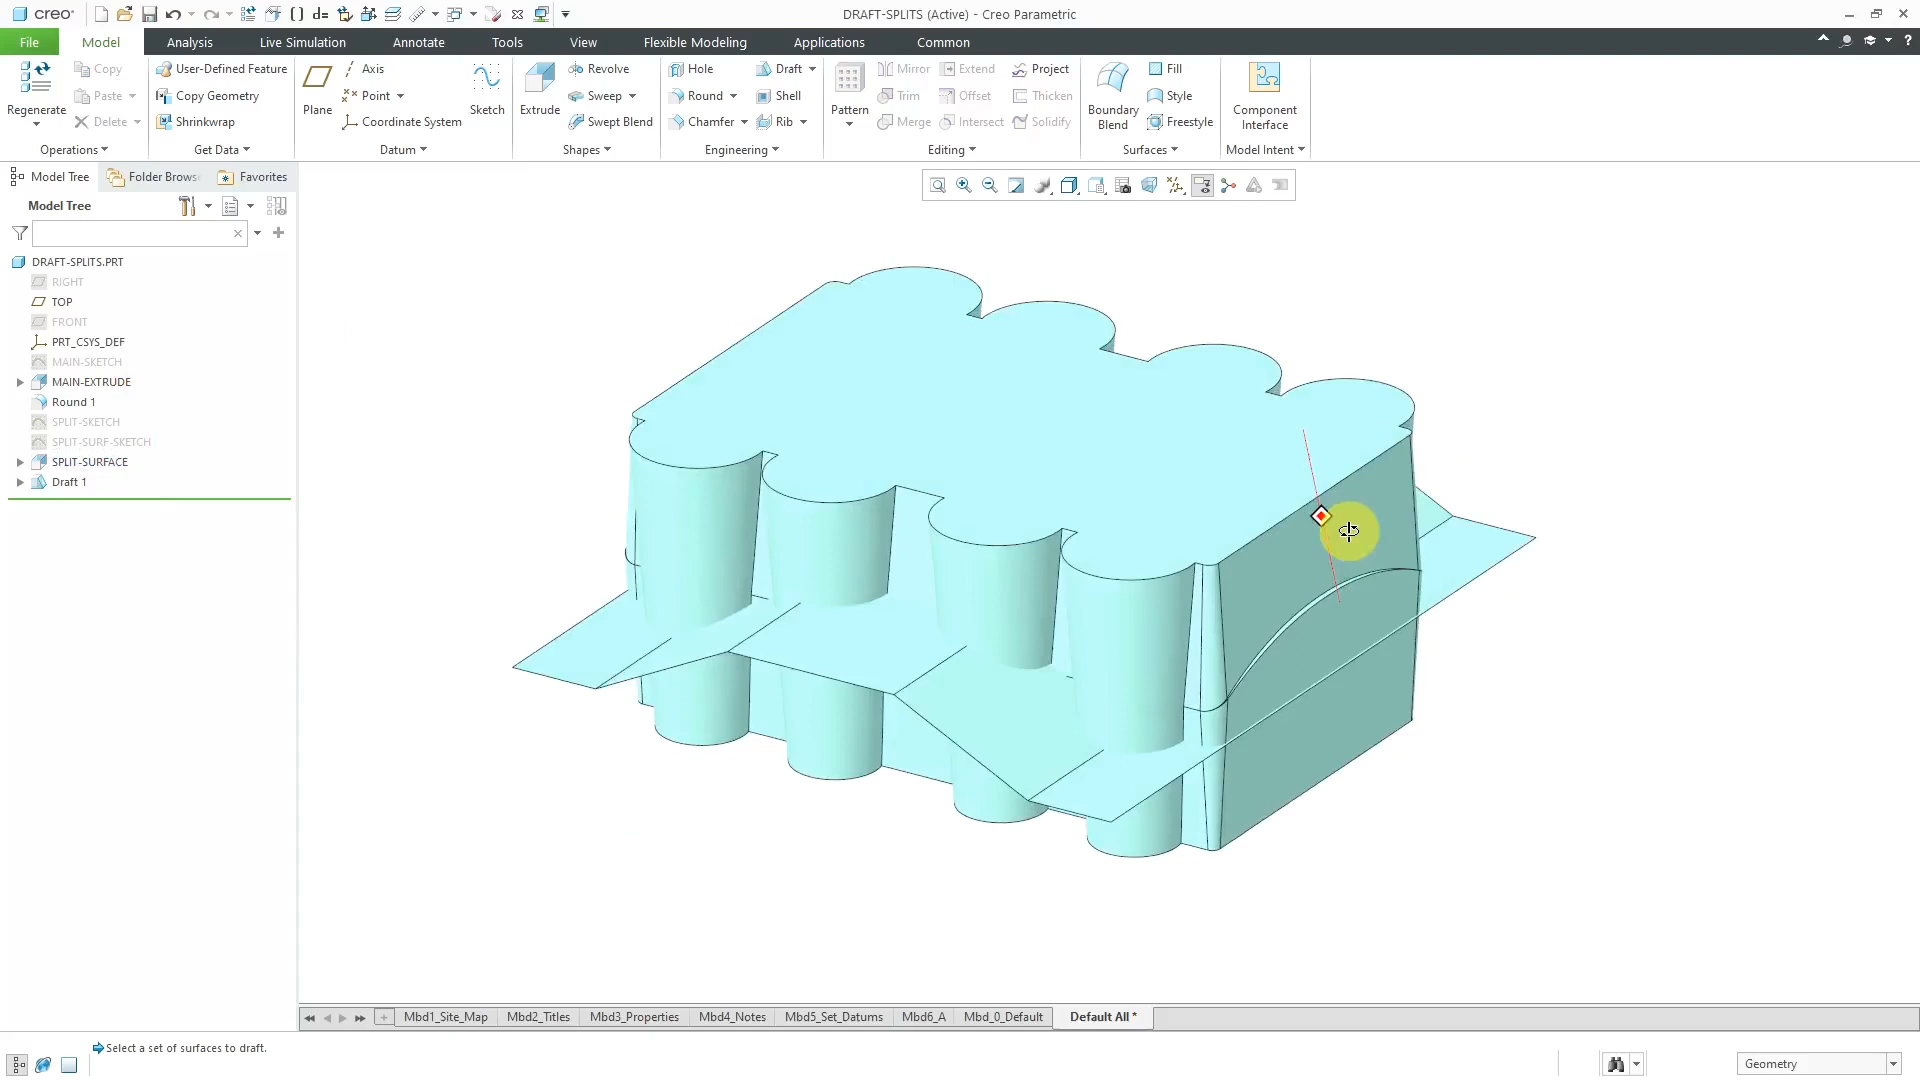 creo
DRAFT-SPLITS (Active) - Creo Parametric
File Model Analysis Live Simulation Annotate Tools View Flexible Modeling Applications Common
Regenerate
Copy
Paste
Delete
Operations
User-Defined Feature
Copy Geometry
Shrinkwrap
Get Data
Plane
Axis
Point
Coordinate System
Sketch
Datum
Extrude
Revolve
Sweep
Swept Blend
Shapes
Hole Draft
Round Shell
Chamfer Rib
Engineering
Pattern
Mirror Extend Project
Trim Offset Thicken
Merge Intersect Solidify
Editing
Boundary
Blend
Fill
Style
Freestyle
Surfaces
Component
Interface
Model Intent
Model Tree Folder Brows Favorites
Model Tree
DRAFT-SPLITS.PRT
RIGHT
TOP
FRONT
PRT_CSYS_DEF
MAIN-SKETCH
MAIN-EXTRUDE
Round 1
SPLIT-SKETCH
SPLIT-SURF-SKETCH
SPLIT-SURFACE
Draft 1
Mbd1_Site_Map Mbd2_Titles Mbd3_Properties Mbd4_Notes Mbd5_Set_Datums Mbd6_A Mbd_0_Default Default All *
Select a set of surfaces to draft.
Geometry